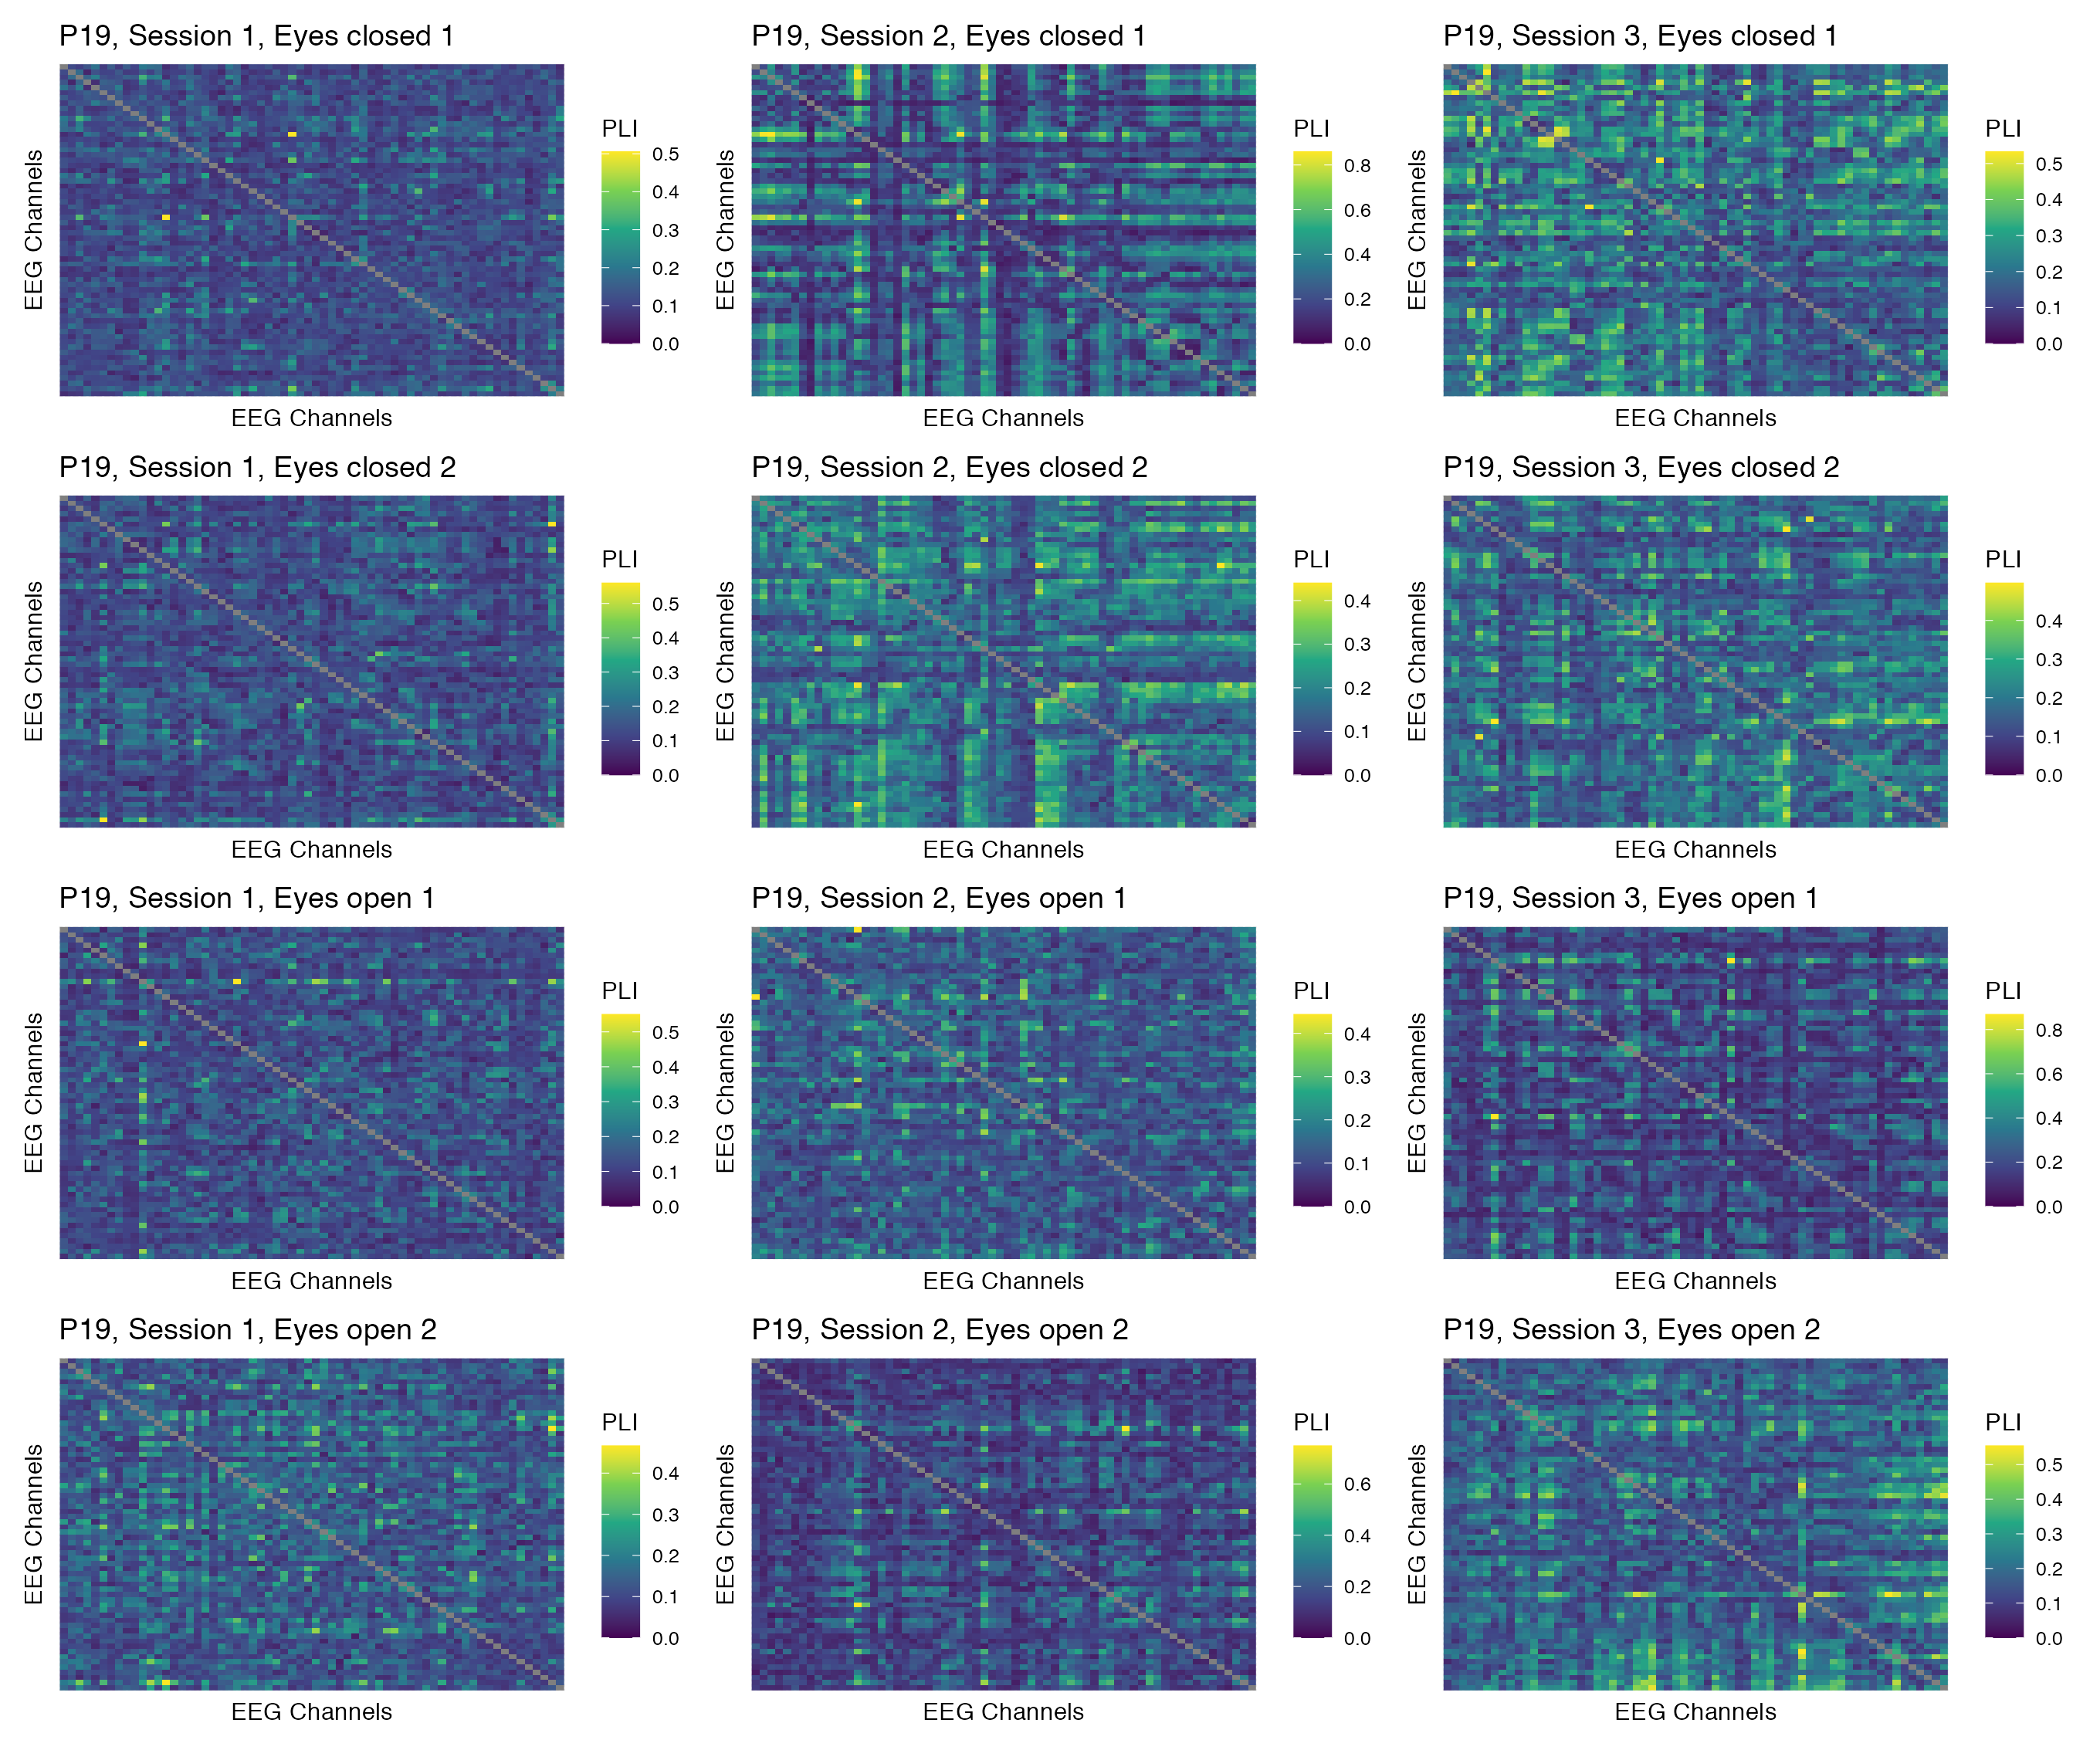 P19, Session 1, Eyes closed 1
EEG Channels
EEG Channels
PLI
0.5
0.4
0.3
0.2
0.1
0.0
P19, Session 2, Eyes closed 1
EEG Channels
EEG Channels
PLI
0.8
0.6
0.4
0.2
0.0
P19, Session 3, Eyes closed 1
EEG Channels
EEG Channels
PLI
0.5
0.4
0.3
0.2
0.1
0.0
P19, Session 1, Eyes closed 2
EEG Channels
EEG Channels
PLI
0.5
0.4
0.3
0.2
0.1
0.0
P19, Session 2, Eyes closed 2
EEG Channels
EEG Channels
PLI
0.4
0.3
0.2
0.1
0.0
P19, Session 3, Eyes closed 2
EEG Channels
EEG Channels
PLI
0.4
0.3
0.2
0.1
0.0
P19, Session 1, Eyes open 1
EEG Channels
EEG Channels
PLI
0.5
0.4
0.3
0.2
0.1
0.0
P19, Session 2, Eyes open 1
EEG Channels
EEG Channels
PLI
0.4
0.3
0.2
0.1
0.0
P19, Session 3, Eyes open 1
EEG Channels
EEG Channels
PLI
0.8
0.6
0.4
0.2
0.0
P19, Session 1, Eyes open 2
EEG Channels
EEG Channels
PLI
0.4
0.3
0.2
0.1
0.0
P19, Session 2, Eyes open 2
EEG Channels
EEG Channels
PLI
0.6
0.4
0.2
0.0
P19, Session 3, Eyes open 2
EEG Channels
EEG Channels
PLI
0.5
0.4
0.3
0.2
0.1
0.0